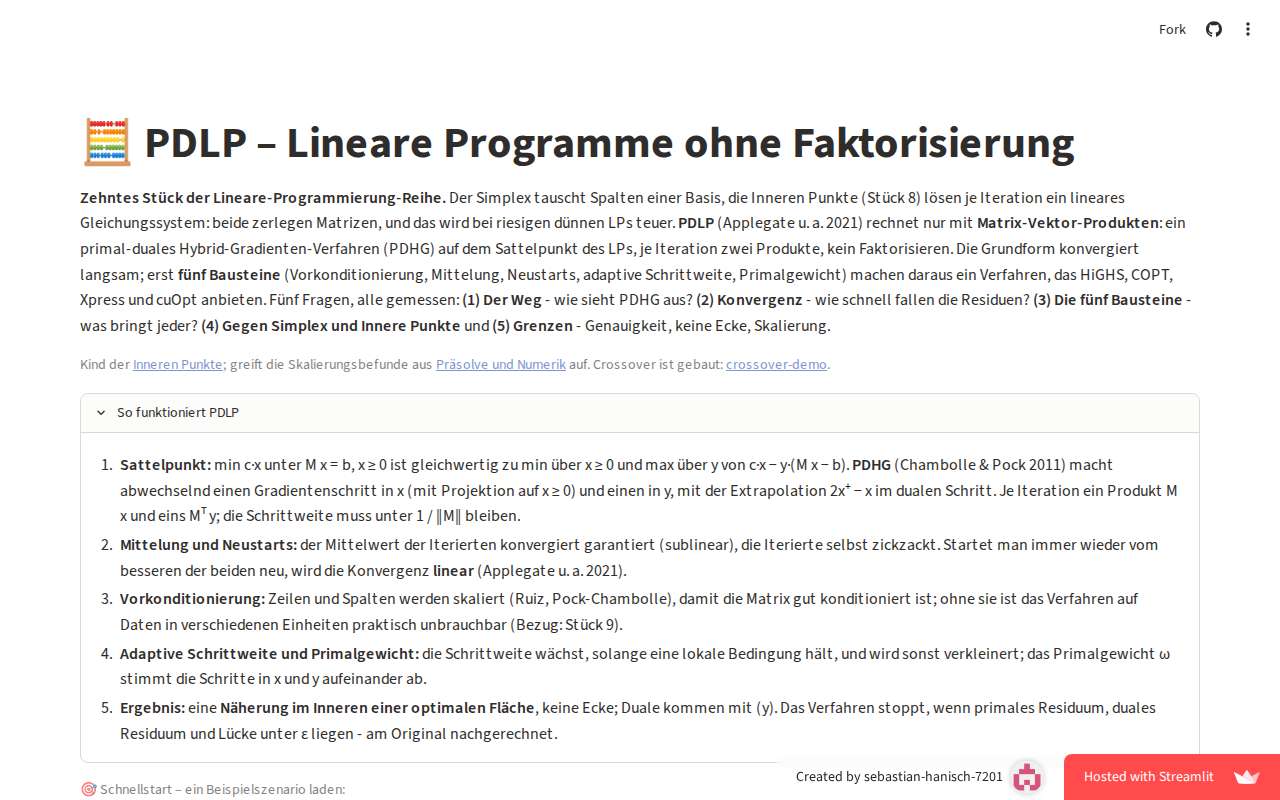 Fork
PDLP – Lineare Programme ohne Faktorisierung
Zehntes Stück der Lineare-Programmierung-Reihe. Der Simplex tauscht Spalten einer Basis, die Inneren Punkte (Stück 8) lösen je Iteration ein lineares
Gleichungssystem: beide zerlegen Matrizen, und das wird bei riesigen dünnen LPs teuer. PDLP (Applegate u. a. 2021) rechnet nur mit Matrix-Vektor-Produkten: ein
primal-duales Hybrid-Gradienten-Verfahren (PDHG) auf dem Sattelpunkt des LPs, je Iteration zwei Produkte, kein Faktorisieren. Die Grundform konvergiert
langsam; erst fünf Bausteine (Vorkonditionierung, Mittelung, Neustarts, adaptive Schrittweite, Primalgewicht) machen daraus ein Verfahren, das HiGHS, COPT,
Xpress und cuOpt anbieten. Fünf Fragen, alle gemessen: (1) Der Weg - wie sieht PDHG aus? (2) Konvergenz - wie schnell fallen die Residuen? (3) Die fünf Bausteine -
was bringt jeder? (4) Gegen Simplex und Innere Punkte und (5) Grenzen - Genauigkeit, keine Ecke, Skalierung.
Kind der Inneren Punkte; greift die Skalierungsbefunde aus Präsolve und Numerik auf. Crossover ist gebaut: crossover-demo.
So funktioniert PDLP
1. Sattelpunkt: min c·x unter M x = b, x ≥ 0 ist gleichwertig zu min über x ≥ 0 und max über y von c·x − y·(M x − b). PDHG (Chambolle & Pock 2011) macht
abwechselnd einen Gradientenschritt in x (mit Projektion auf x ≥ 0) und einen in y, mit der Extrapolation 2x⁺ − x im dualen Schritt. Je Iteration ein Produkt M
x und eins Mᵀ y; die Schrittweite muss unter 1 / ‖M‖ bleiben.
2. Mittelung und Neustarts: der Mittelwert der Iterierten konvergiert garantiert (sublinear), die Iterierte selbst zickzackt. Startet man immer wieder vom
besseren der beiden neu, wird die Konvergenz linear (Applegate u. a. 2021).
3. Vorkonditionierung: Zeilen und Spalten werden skaliert (Ruiz, Pock-Chambolle), damit die Matrix gut konditioniert ist; ohne sie ist das Verfahren auf
Daten in verschiedenen Einheiten praktisch unbrauchbar (Bezug: Stück 9).
4. Adaptive Schrittweite und Primalgewicht: die Schrittweite wächst, solange eine lokale Bedingung hält, und wird sonst verkleinert; das Primalgewicht ω
stimmt die Schritte in x und y aufeinander ab.
5. Ergebnis: eine Näherung im Inneren einer optimalen Fläche, keine Ecke; Duale kommen mit (y). Das Verfahren stoppt, wenn primales Residuum, duales
Residuum und Lücke unter ε liegen - am Original nachgerechnet.
Created by sebastian-hanisch-7201
Hosted with Streamlit
🎯 Schnellstart – ein Beispielszenario laden: